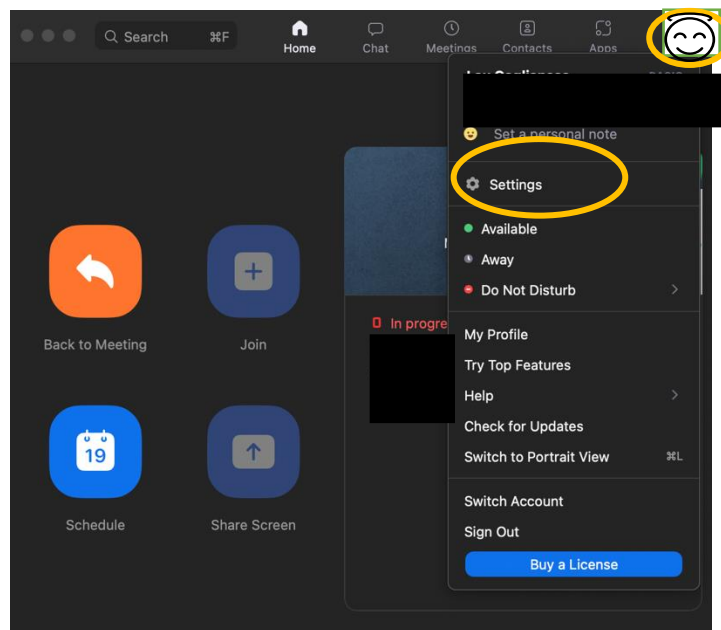 Search ⌘F
Home
Chat
Meetings
Contacts
Apps
Set a personal note
Settings
Available
Away
Do Not Disturb
In progre
Back to Meeting
Join
19
Schedule
Share Screen
My Profile
Try Top Features
Help
Check for Updates
Switch to Portrait View ⌘L
Switch Account
Sign Out
Buy a License